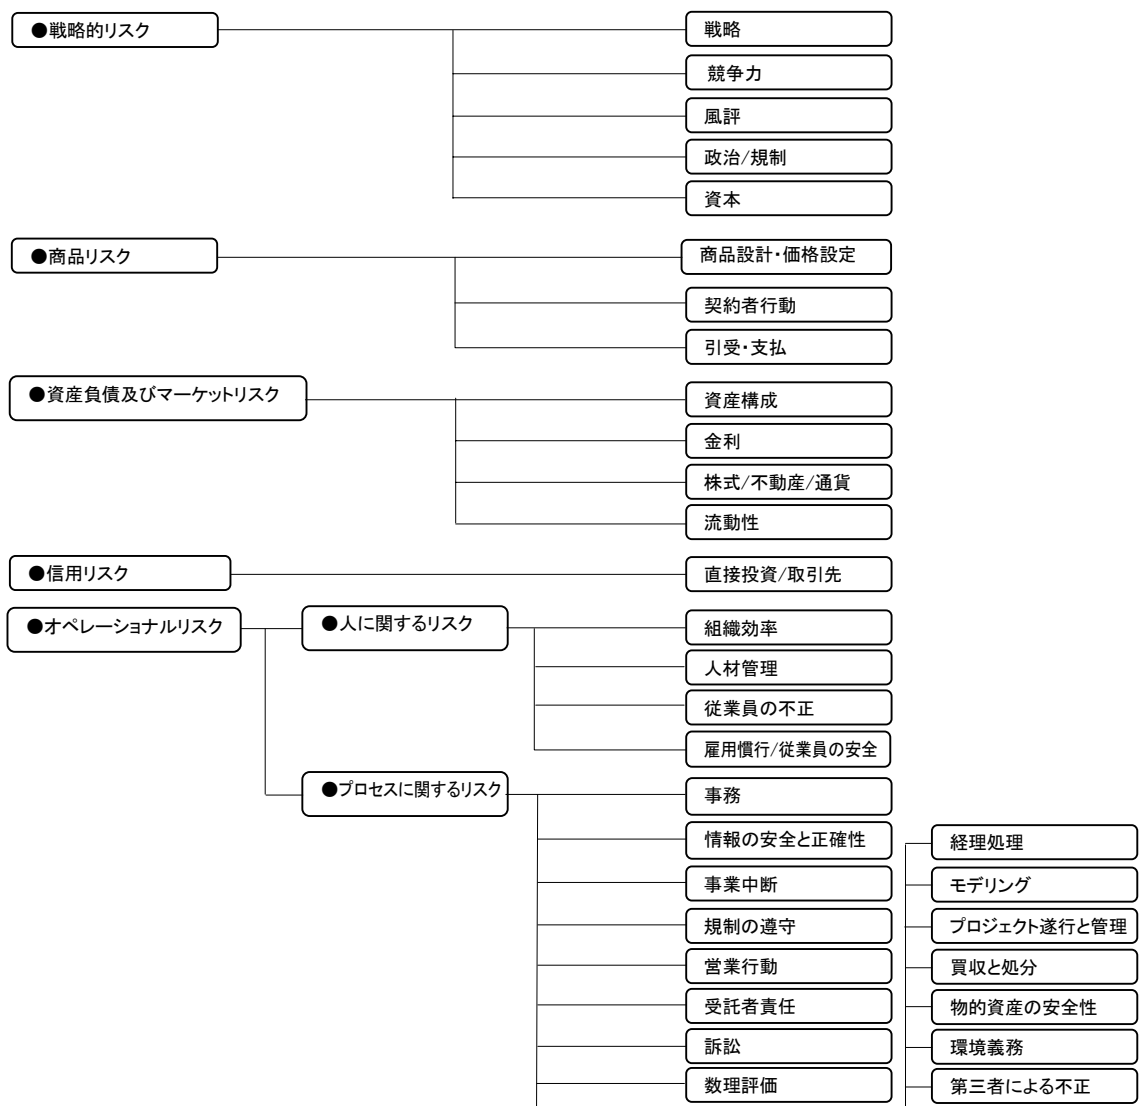 ●戦略的リスク
戦略
競争力
風評
政治/規制
資本
●商品リスク
商品設計・価格設定
契約者行動
引受・支払
●資産負債及びマーケットリスク
資産構成
金利
株式/不動産/通貨
流動性
●信用リスク
直接投資/取引先
●オペレーショナルリスク
●人に関するリスク
組織効率
人材管理
従業員の不正
雇用慣行/従業員の安全
●プロセスに関するリスク
事務
情報の安全と正確性
事業中断
規制の遵守
営業行動
受託者責任
訴訟
数理評価
経理処理
モデリング
プロジェクト遂行と管理
買収と処分
物的資産の安全性
環境義務
第三者による不正